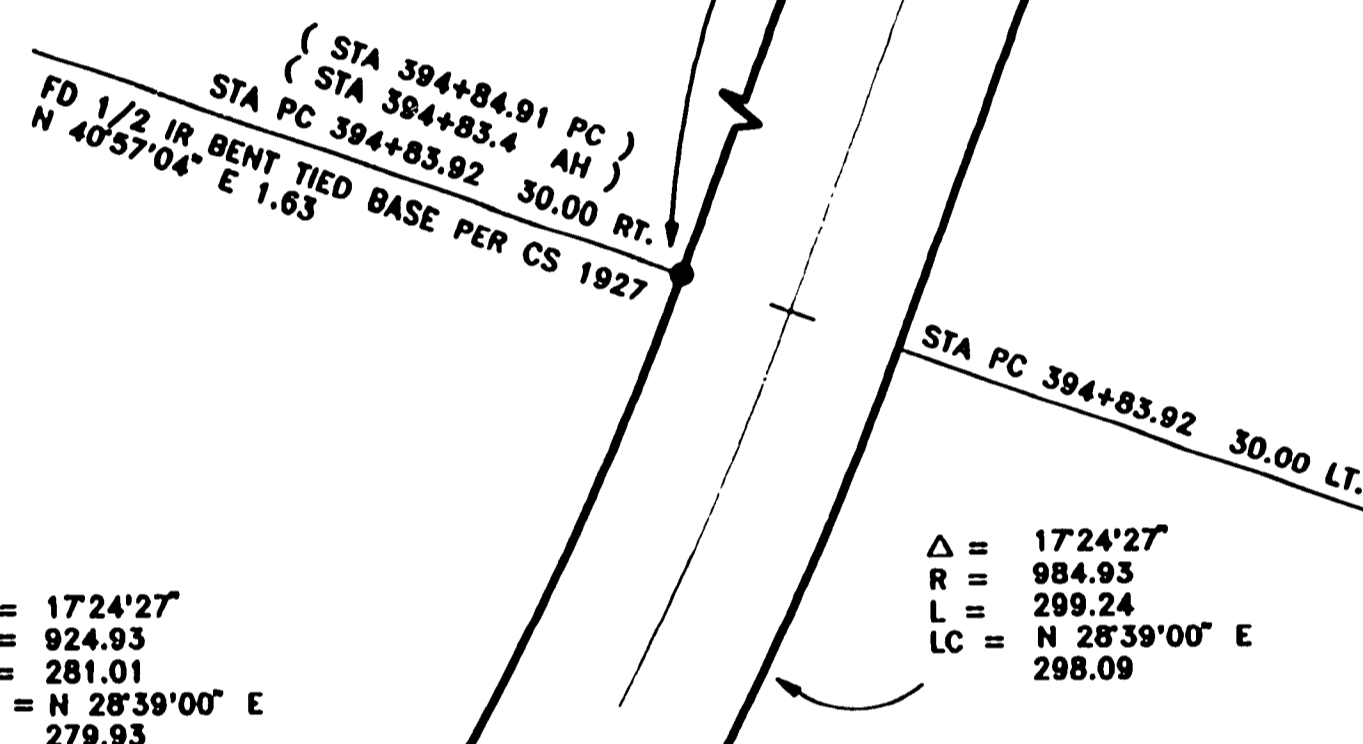 ( STA 394+84.91 PC )
( STA 394+83.4 AH )
STA PC 394+83.92 30.00 RT.
FD 1/2 IR BENT TIED BASE PER CS 1927
N 40°57'04" E 1.63
STA PC 394+83.92 30.00 LT.
Δ = 17°24'27"
R = 984.93
L = 299.24
LC = N 28°39'00" E
298.09
= 17°24'27"
= 924.93
= 281.01
= N 28°39'00" E
279.93